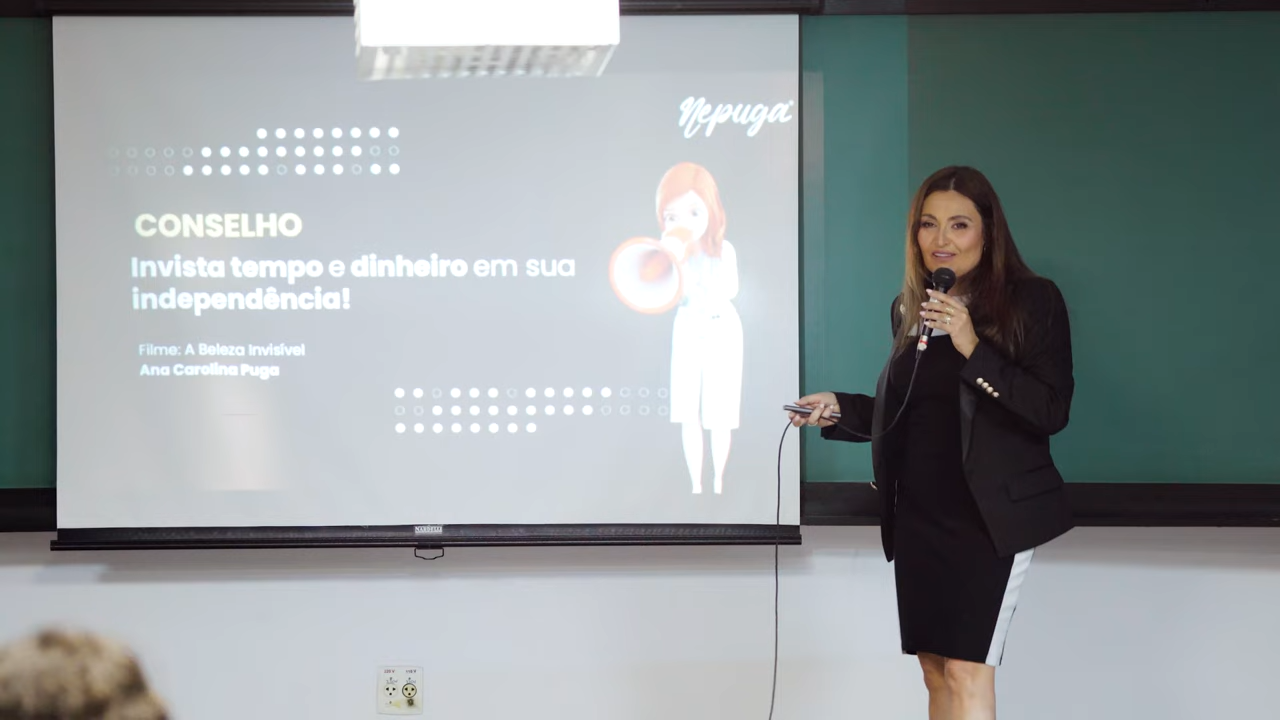 Nepuga
CONSELHO
Invista tempo e dinheiro em sua
independência!
Filme: A Beleza Invisível
Ana Carolina Puga